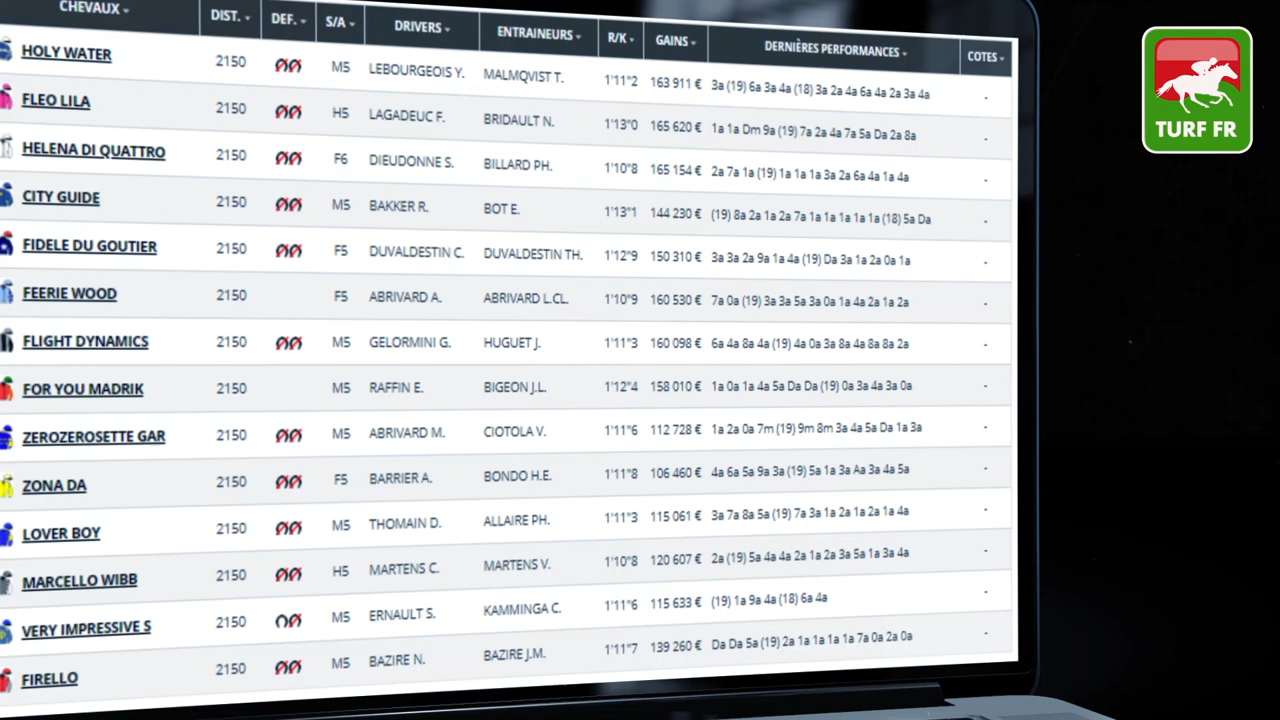 CHEVAUX DIST. DEF. S/A DRIVERS ENTRAINEURS R/K GAINS DERNIÈRES PERFORMANCES COTES
HOLY WATER 2150 M5 LEBOURGEOIS Y. MALMQVIST T. 1'11"2 163 911 € 3a (19) 6a 3a 4a (18) 3a 2a 4a 6a 4a 2a 3a 4a -
FLEO LILA 2150 H5 LAGADEUC F. BRIDAULT N. 1'13"0 165 620 € 1a 1a Dm 9a (19) 7a 2a 4a 7a 5a Da 2a 8a -
HELENA DI QUATTRO 2150 F6 DIEUDONNE S. BILLARD PH. 1'10"8 165 154 € 2a 7a 1a (19) 1a 1a 1a 3a 2a 6a 4a 1a 4a -
CITY GUIDE 2150 M5 BAKKER R. BOT E. 1'13"1 144 230 € (19) 8a 2a 1a 2a 7a 1a 1a 1a 1a 1a (18) 5a Da -
FIDELE DU GOUTIER 2150 F5 DUVALDESTIN C. DUVALDESTIN TH. 1'12"9 150 310 € 3a 3a 2a 9a 1a 4a (19) Da 3a 1a 2a 0a 1a -
FEERIE WOOD 2150 F5 ABRIVARD A. ABRIVARD L.CL. 1'10"9 160 530 € 7a 0a (19) 3a 3a 5a 3a 0a 1a 4a 2a 1a 2a -
FLIGHT DYNAMICS 2150 M5 GELORMINI G. HUGUET J. 1'11"3 160 098 € 6a 4a 8a 4a (19) 4a 0a 3a 8a 4a 8a 8a 2a -
FOR YOU MADRIK 2150 M5 RAFFIN E. BIGEON J.L. 1'12"4 158 010 € 1a 0a 1a 4a 5a Da Da (19) 0a 3a 4a 3a 0a -
ZEROZEROSETTE GAR 2150 M5 ABRIVARD M. CIOTOLA V. 1'11"6 112 728 € 1a 2a 0a 7m (19) 9m 8m 3a 4a 5a Da 1a 3a -
ZONA DA 2150 F5 BARRIER A. BONDO H.E. 1'11"8 106 460 € 4a 6a 5a 9a 3a (19) 5a 1a 3a Aa 3a 4a 5a -
LOVER BOY 2150 M5 THOMAIN D. ALLAIRE PH. 1'11"3 115 061 € 3a 7a 8a 5a (19) 7a 3a 1a 2a 1a 2a 1a 4a -
MARCELLO WIBB 2150 H5 MARTENS C. MARTENS V. 1'10"8 120 607 € 2a (19) 5a 4a 4a 2a 1a 2a 3a 5a 1a 3a 4a -
VERY IMPRESSIVE S 2150 M5 ERNAULT S. KAMMINGA C. 1'11"6 115 633 € (19) 1a 9a 4a (18) 6a 4a -
FIRELLO 2150 M5 BAZIRE N. BAZIRE J.M. 1'11"7 139 260 € Da Da 5a (19) 2a 1a 1a 1a 1a 7a 0a 2a 0a -
TURF FR